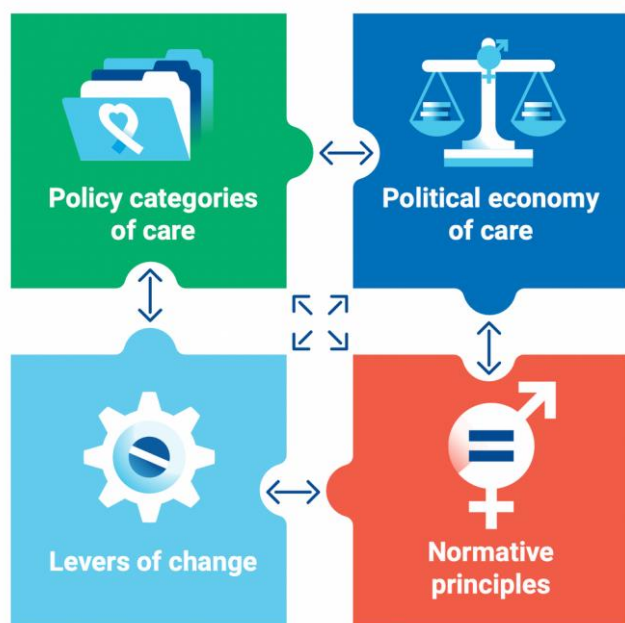 Policy categories
of care
Political economy
of care
Levers of change
Normative
principles